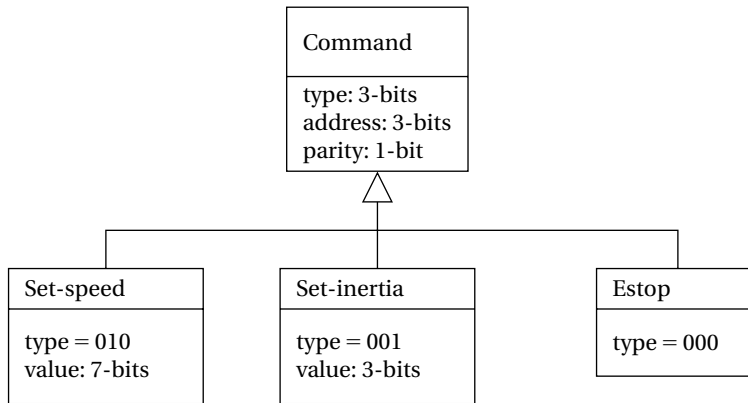 Command
type: 3-bits
address: 3-bits
parity: 1-bit
Set-speed
type = 010
value: 7-bits
Set-inertia
type = 001
value: 3-bits
Estop
type = 000